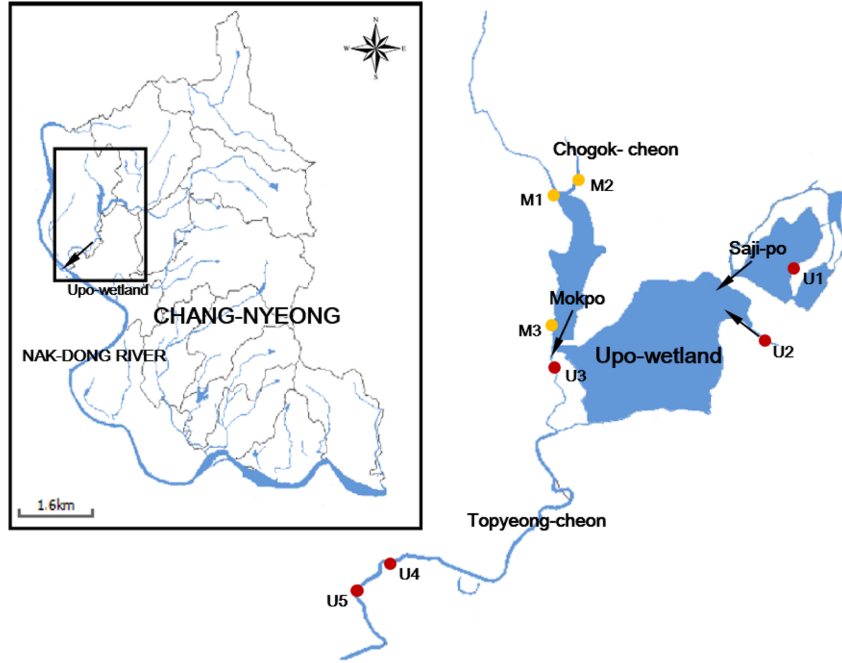 N
W
E
S
Upo-wetland
CHANG-NYEONG
NAK-DONG RIVER
1.6km
Chogok- cheon
M2
M1
Saji-po
U1
Mokpo
M3
Upo-wetland
U2
U3
Topyeong-cheon
U4
U5